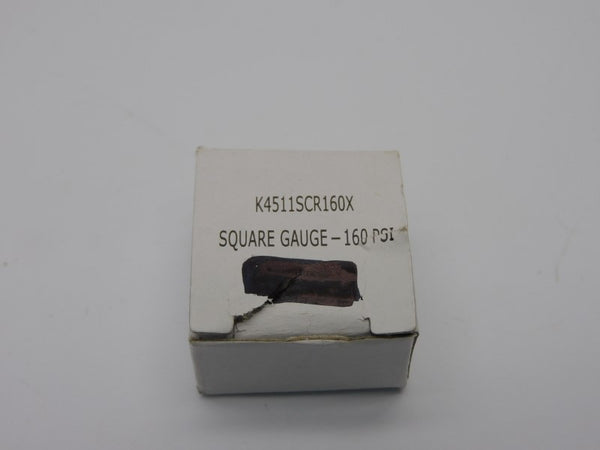 K4511SCR160X
SQUARE GAUGE – 160 PSI